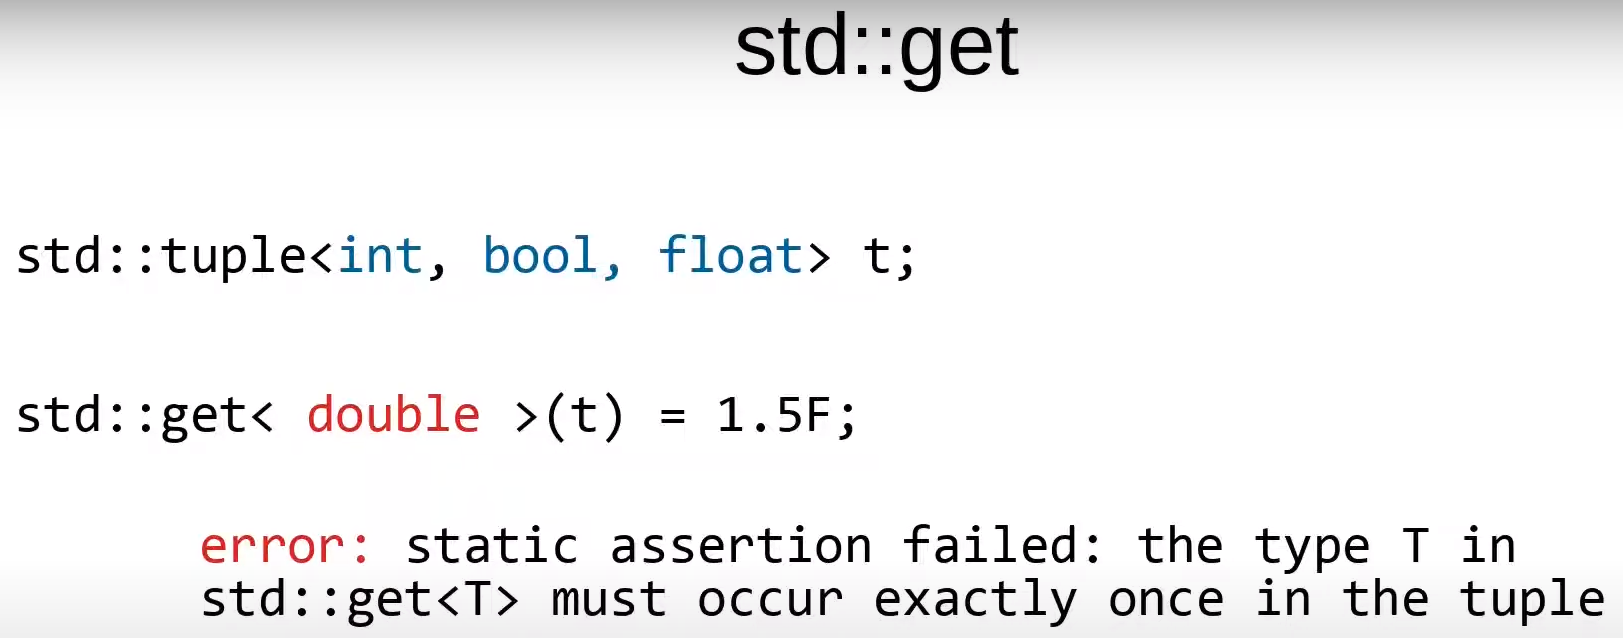 std::get
std::tuple<int, bool, float> t;
std::get< double >(t) = 1.5F;
error: static assertion failed: the type T in
std::get<T> must occur exactly once in the tuple